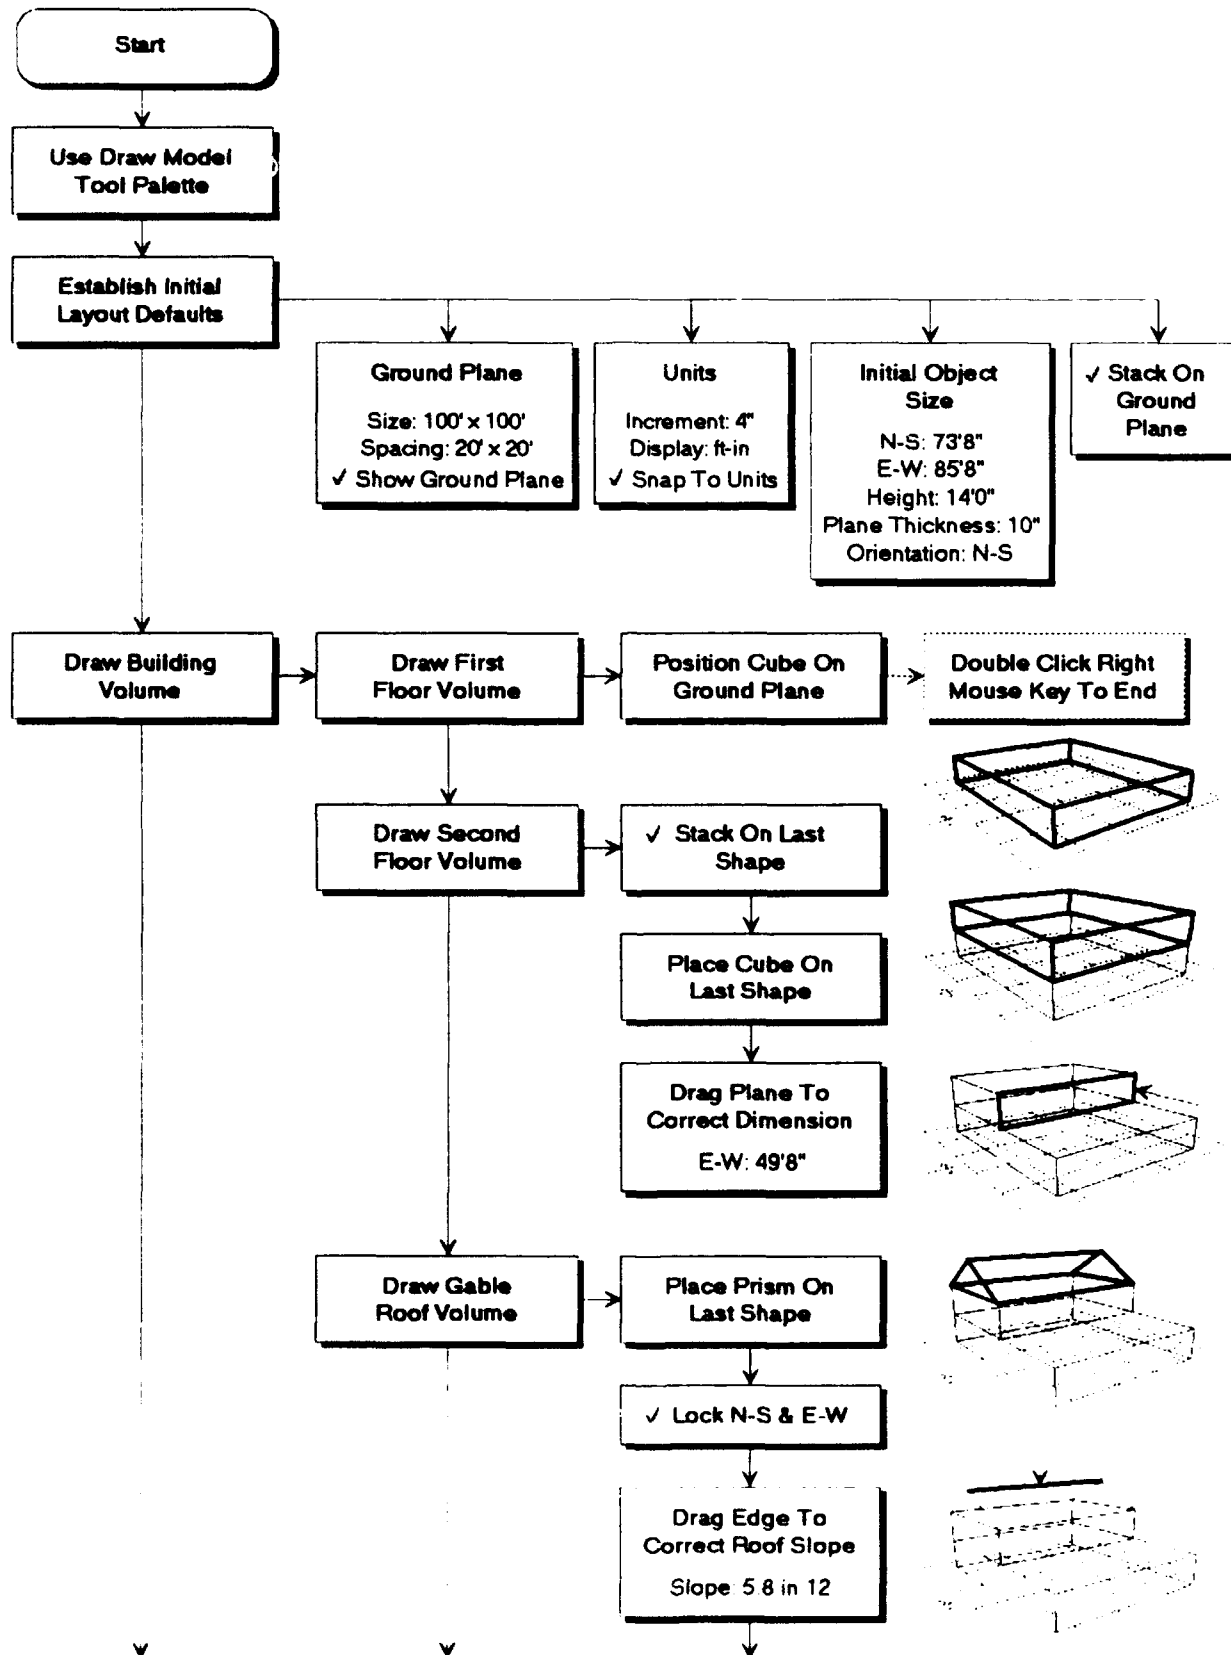 Start
Use Draw Model
Tool Palette
Establish Initial
Layout Defaults
Ground Plane
Size: 100' x 100'
Spacing: 20' x 20'
✓ Show Ground Plane
Units
Increment: 4"
Display: ft-in
✓ Snap To Units
Initial Object
Size
N-S: 73'8"
E-W: 85'8"
Height: 14'0"
Plane Thickness: 10"
Orientation: N-S
✓ Stack On
Ground
Plane
Draw Building
Volume
Draw First
Floor Volume
Position Cube On
Ground Plane
Double Click Right
Mouse Key To End
Draw Second
Floor Volume
✓ Stack On Last
Shape
Place Cube On
Last Shape
Drag Plane To
Correct Dimension
E-W: 49'8"
Draw Gable
Roof Volume
Place Prism On
Last Shape
✓ Lock N-S & E-W
Drag Edge To
Correct Roof Slope
Slope: 5.8 in 12